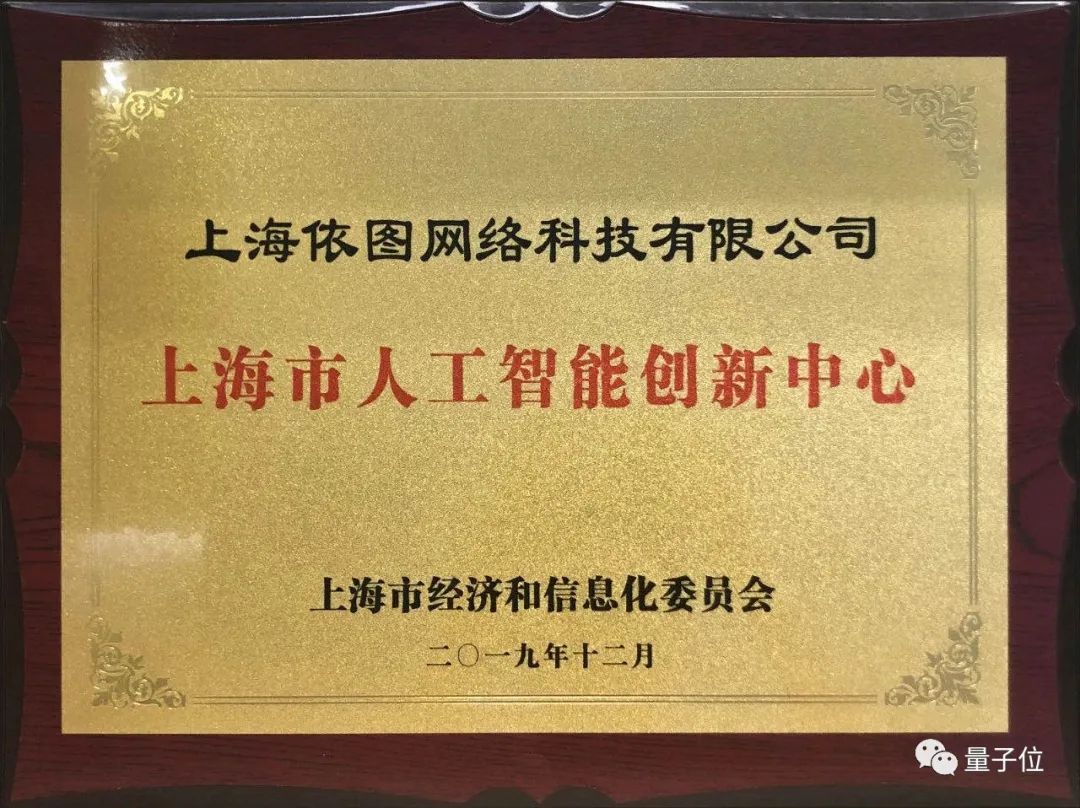 上海依图网络科技有限公司
上海市人工智能创新中心
上海市经济和信息化委员会
二〇一九年十二月
量子位